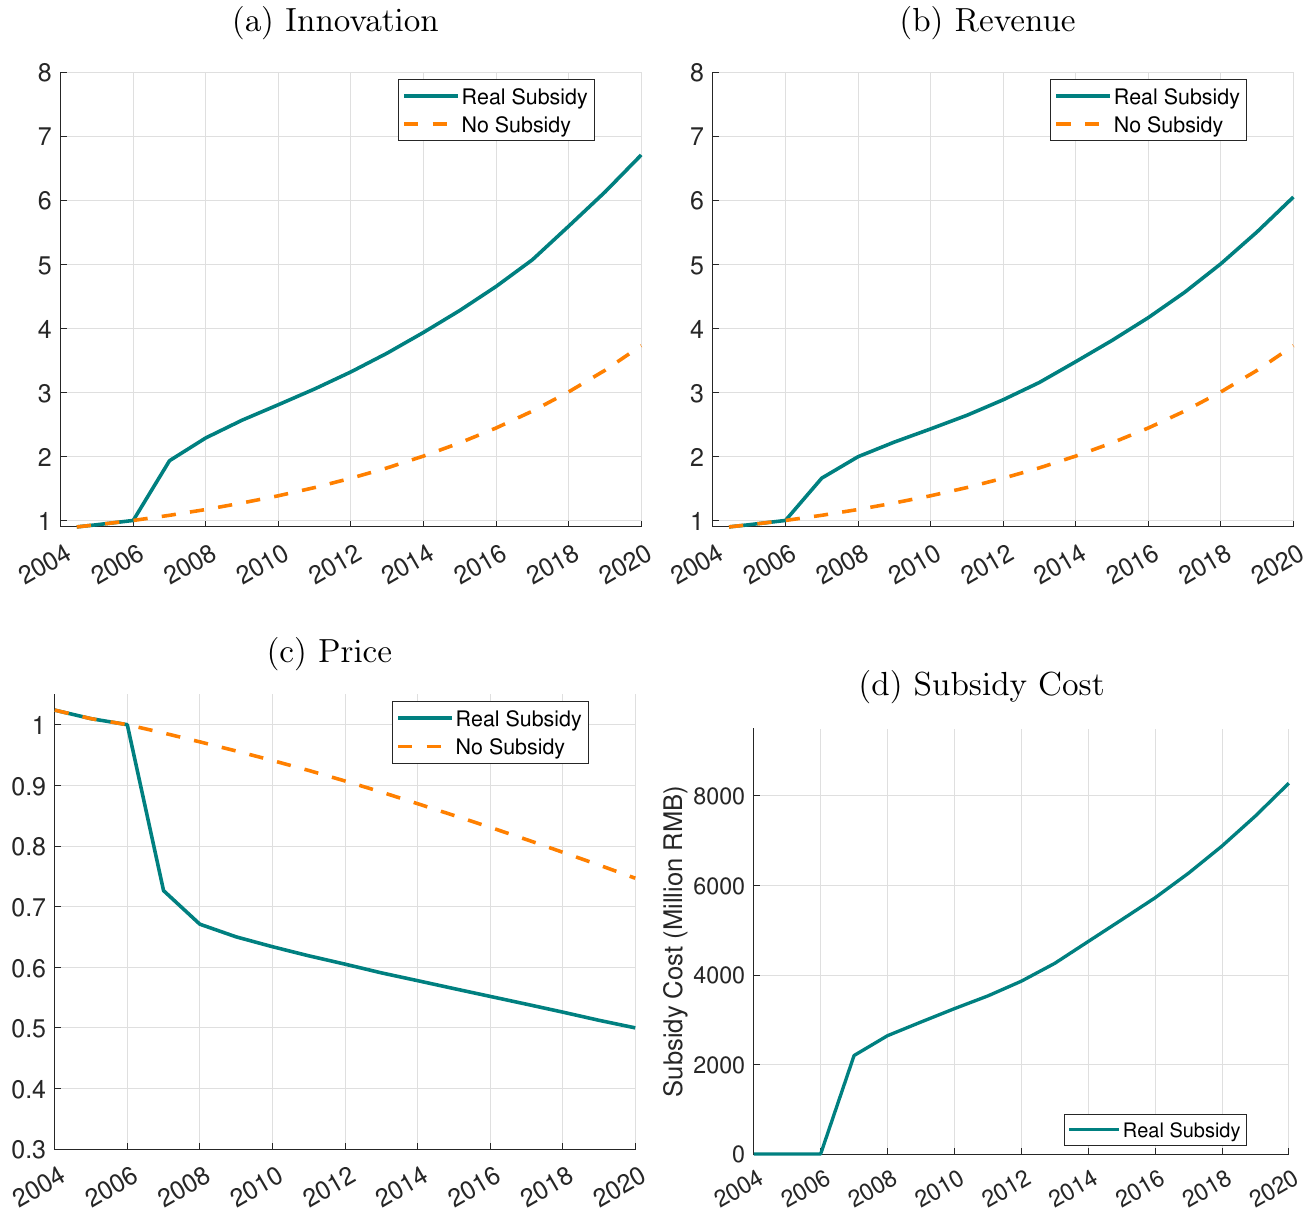 (a) Innovation
8
7
6
5
4
3
2
1
Real Subsidy
No Subsidy
2004 2006 2008 2010 2012 2014 2016 2018 2020
(b) Revenue
8
7
6
5
4
3
2
1
Real Subsidy
No Subsidy
2004 2006 2008 2010 2012 2014 2016 2018 2020
(c) Price
1
0.9
0.8
0.7
0.6
0.5
0.4
0.3
Real Subsidy
No Subsidy
2004 2006 2008 2010 2012 2014 2016 2018 2020
(d) Subsidy Cost
Subsidy Cost (Million RMB)
8000
6000
4000
2000
0
Real Subsidy
2004 2006 2008 2010 2012 2014 2016 2018 2020